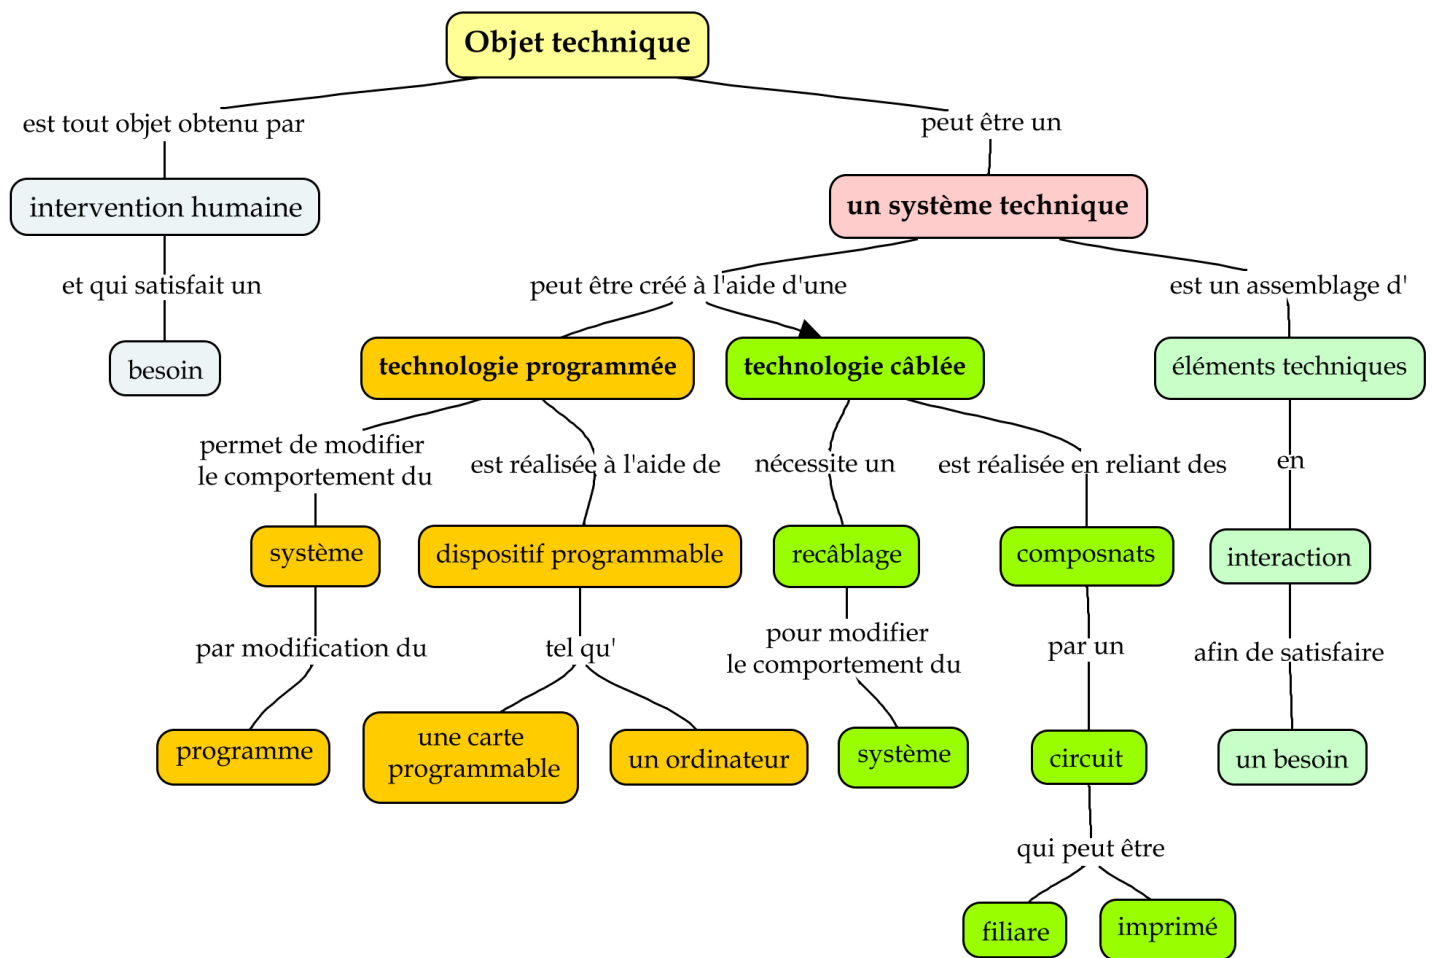 Objet technique
est tout objet obtenu par
peut être un
intervention humaine
un système technique
et qui satisfait un
peut être créé à l'aide d'une
est un assemblage d'
besoin
technologie programmée
technologie câblée
éléments techniques
permet de modifier
le comportement du
est réalisée à l'aide de
nécessite un
est réalisée en reliant des
en
système
dispositif programmable
recâblage
composnats
interaction
par modification du
tel qu'
pour modifier
le comportement du
par un
afin de satisfaire
programme
une carte
programmable
un ordinateur
système
circuit
un besoin
qui peut être
filiare
imprimé